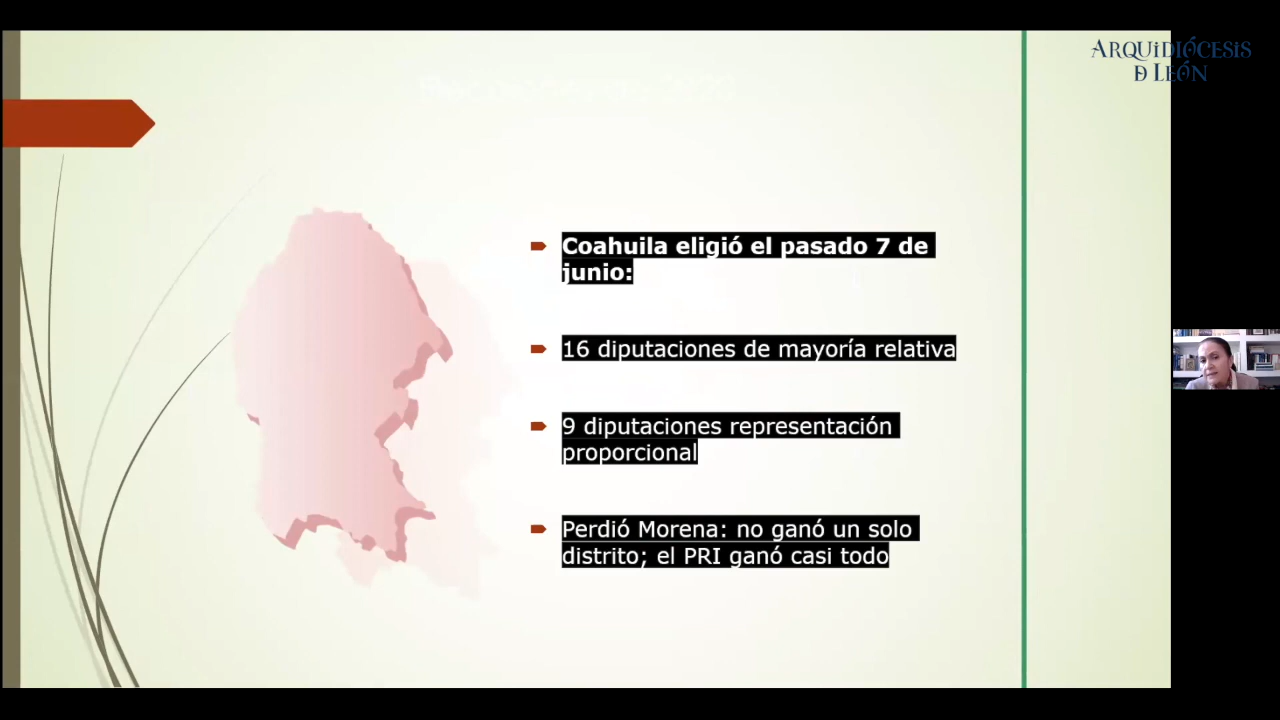 ARQUiDIÓCESiS
D LEÓN
Coahuila eligió el pasado 7 de
junio:
16 diputaciones de mayoría relativa
9 diputaciones representación
proporcional
Perdió Morena: no ganó un solo
distrito; el PRI ganó casi todo